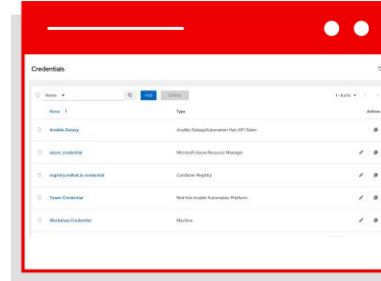 Credentials
Name
Add
Delete
1 - 5 of 5
Name
Type
Actions
Ansible Galaxy
Ansible Galaxy/Automation Hub API Token
azure_credential
Microsoft Azure Resource Manager
registry.redhat.io credential
Container Registry
Tower Credential
Red Hat Ansible Automation Platform
Workshop Credential
Machine